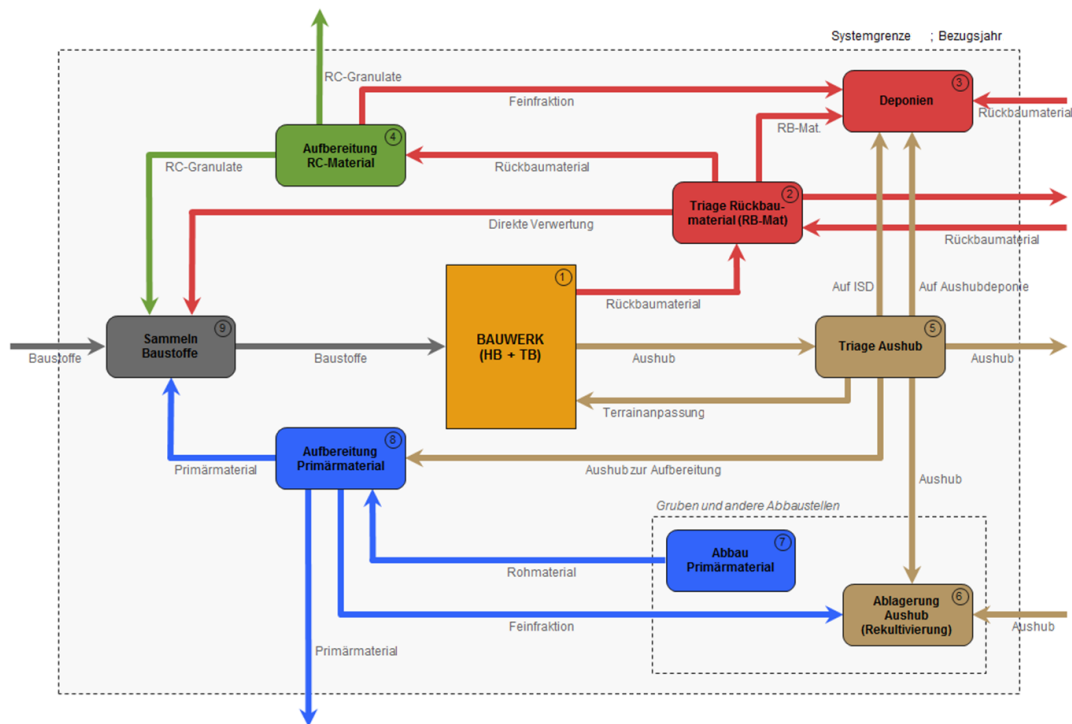 Systemgrenze ; Bezugsjahr
RC-Granulate
Feinfraktion
3
Deponien
Rückbaumaterial
RB-Mat.
4
Aufbereitung
RC-Material
RC-Granulate
Rückbaumaterial
2
Triage Rückbau-
material (RB-Mat)
Direkte Verwertung
Rückbaumaterial
1
Rückbaumaterial
Auf ISD
Auf Aushubdeponie
9
Sammeln
Baustoffe
Baustoffe
Baustoffe
BAUWERK
(HB + TB)
Aushub
5
Triage Aushub
Aushub
Terrainanpassung
8
Aufbereitung
Primärmaterial
Primärmaterial
Aushub zur Aufbereitung
Aushub
Gruben und andere Abbaustellen
7
Abbau
Primärmaterial
Rohmaterial
6
Ablagerung
Aushub
(Rekultivierung)
Feinfraktion
Aushub
Primärmaterial